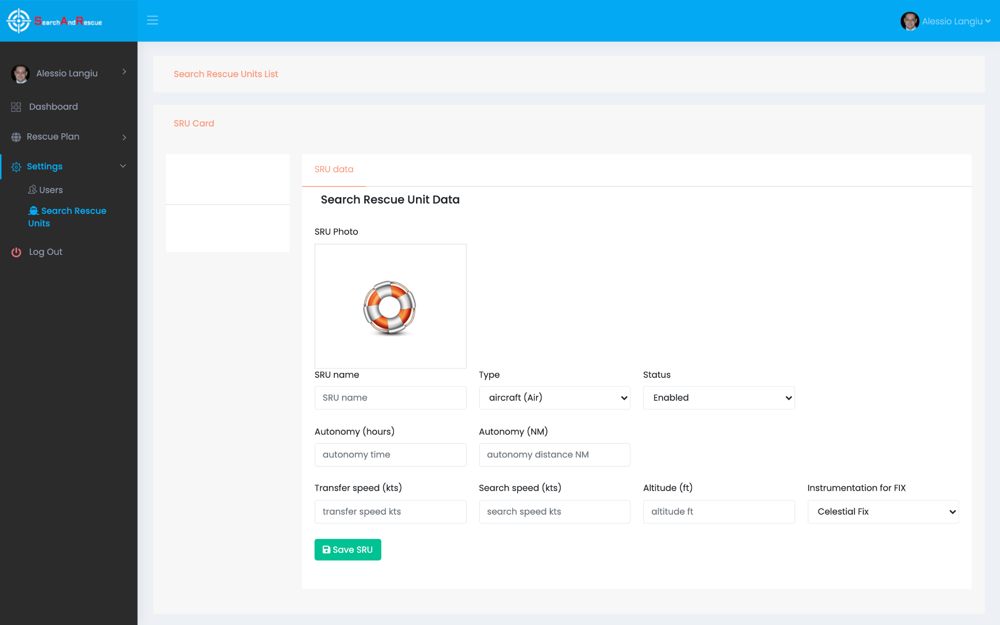 SearchAndRescue
Alessio Langiu
Alessio Langiu
Dashboard
Rescue Plan
Settings
Users
Search Rescue
Units
Log Out
Search Rescue Units List
SRU Card
SRU data
Search Rescue Unit Data
SRU Photo
SRU name Type Status
SRU name aircraft (Air) Enabled
Autonomy (hours) Autonomy (NM)
autonomy time autonomy distance NM
Transfer speed (kts) Search speed (kts) Altitude (ft) Instrumentation for FIX
transfer speed kts search speed kts altitude ft Celestial Fix
Save SRU